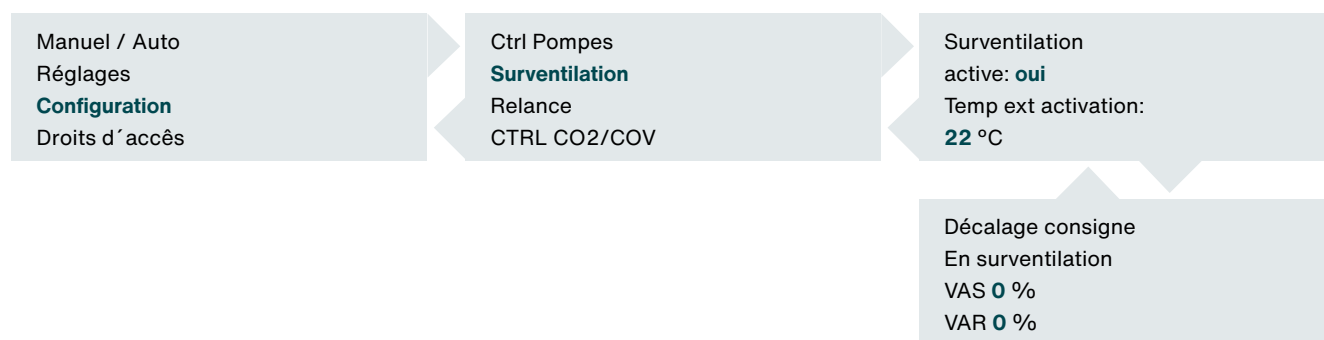 Manuel / Auto
Réglages
Configuration
Droits d´accês
Ctrl Pompes
Surventilation
Relance
CTRL CO2/COV
Surventilation
active: oui
Temp ext activation:
22 °C
Décalage consigne
En surventilation
VAS 0 %
VAR 0 %